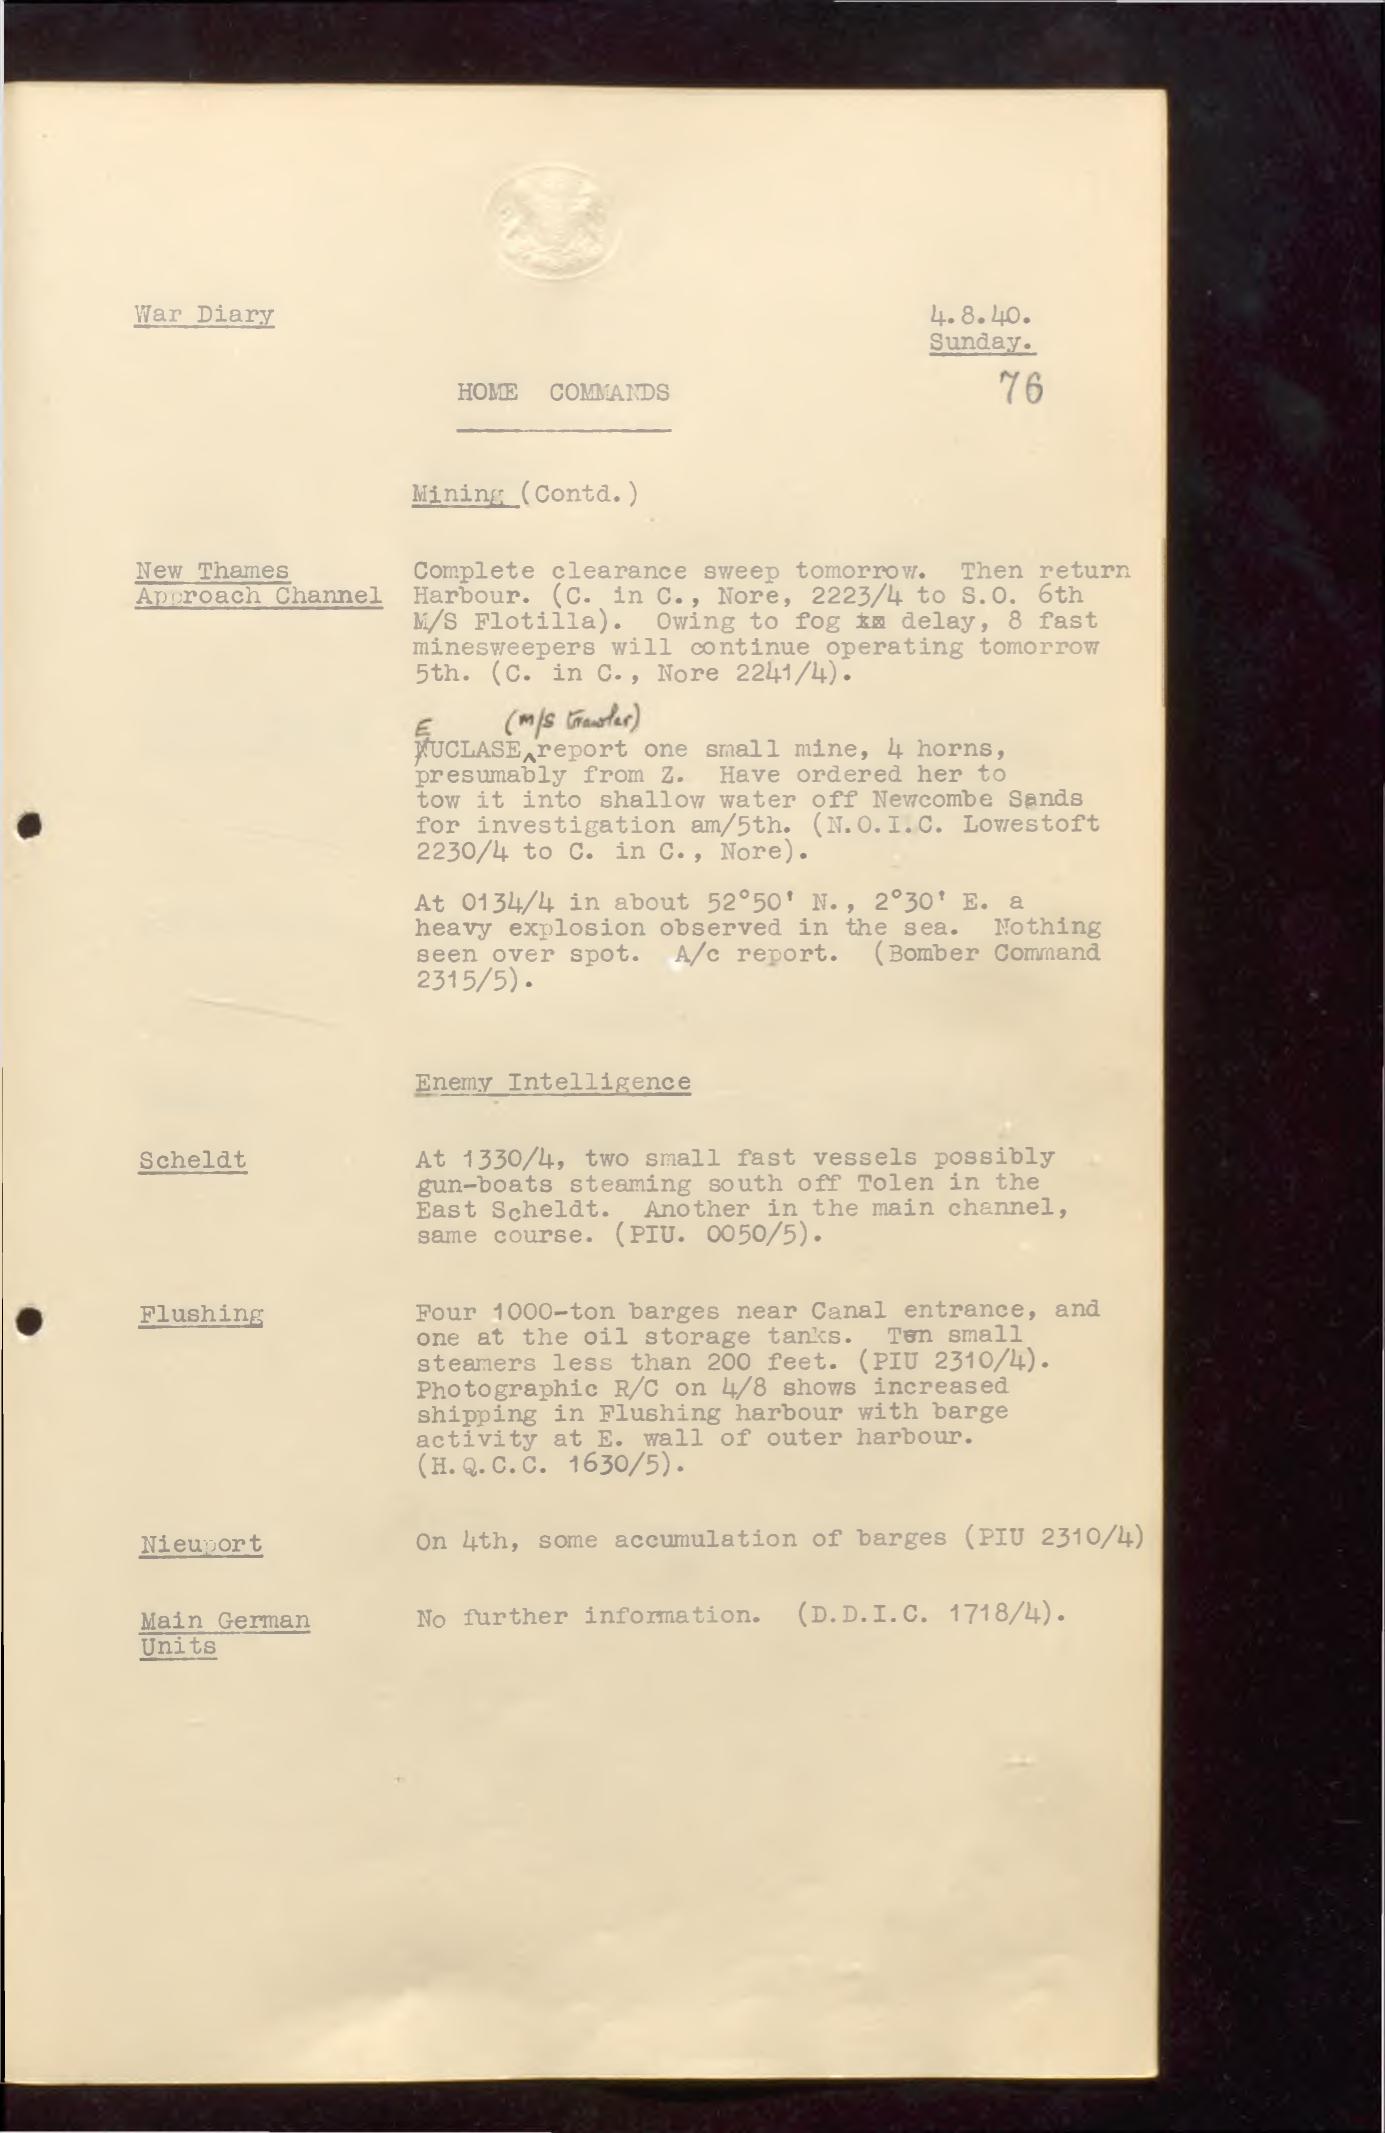 War Diary
4.8.40.
Sunday.
76
HOME COMMANDS
Mining (Contd.)
New Thames
Approach Channel
Complete clearance sweep tomorrow. Then return
Harbour. (C. in C., Nore, 2223/4 to S.O. 6th
M/S Flotilla). Owing to fog delay, 8 fast
minesweepers will continue operating tomorrow
5th. (C. in C., Nore 2241/4).
E (M/S Trawler)
UCLASE report one small mine, 4 horns,
presumably from Z. Have ordered her to
tow it into shallow water off Newcombe Sands
for investigation am/5th. (N.O.I.C. Lowestoft
2230/4 to C. in C., Nore).
At 0134/4 in about 52°50' N., 2°30' E. a
heavy explosion observed in the sea. Nothing
seen over spot. A/c report. (Bomber Command
2315/5).
Enemy Intelligence
Scheldt
At 1330/4, two small fast vessels possibly
gun-boats steaming south off Tolen in the
East Scheldt. Another in the main channel,
same course. (PIU. 0050/5).
Flushing
Four 1000-ton barges near Canal entrance, and
one at the oil storage tanks. Ten small
steamers less than 200 feet. (PIU 2310/4).
Photographic R/C on 4/8 shows increased
shipping in Flushing harbour with barge
activity at E. wall of outer harbour.
(H.Q.C.C. 1630/5).
Nieuport
On 4th, some accumulation of barges (PIU 2310/4)
Main German
Units
No further information. (D.D.I.C. 1718/4).